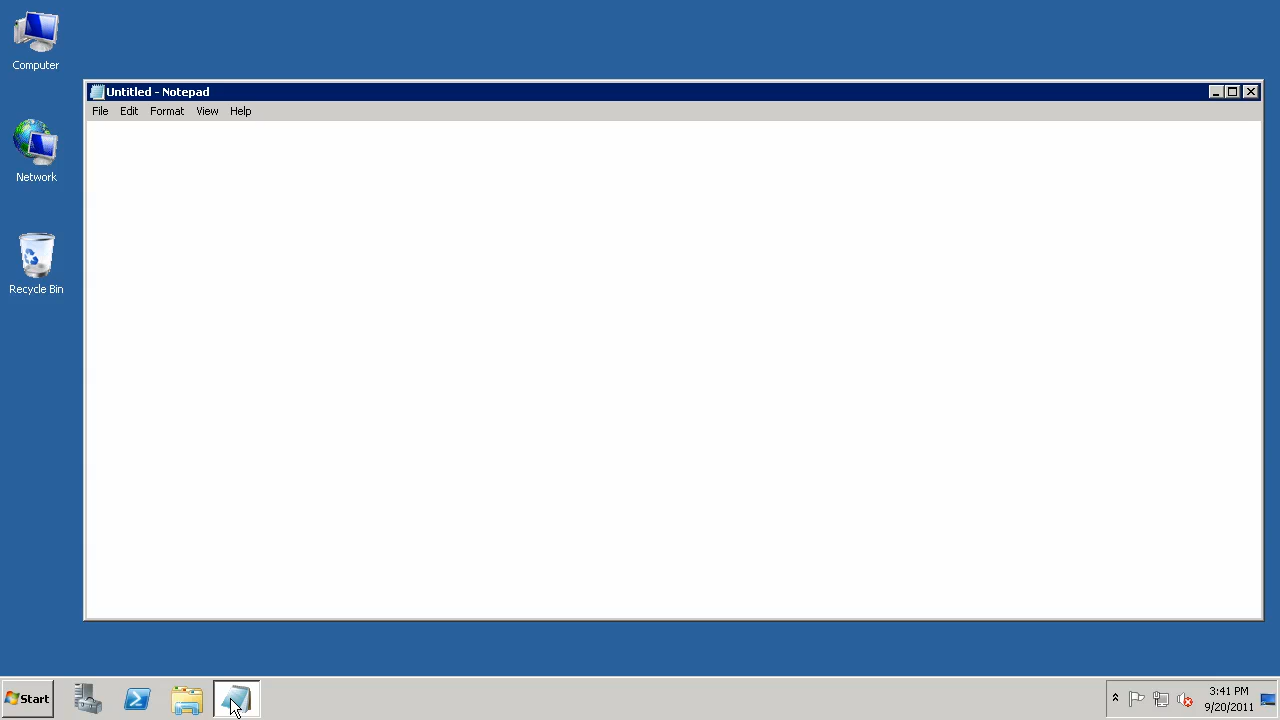 Computer
Untitled - Notepad
File Edit Format View Help
Network
Recycle Bin
Start
3:41 PM
9/20/2011